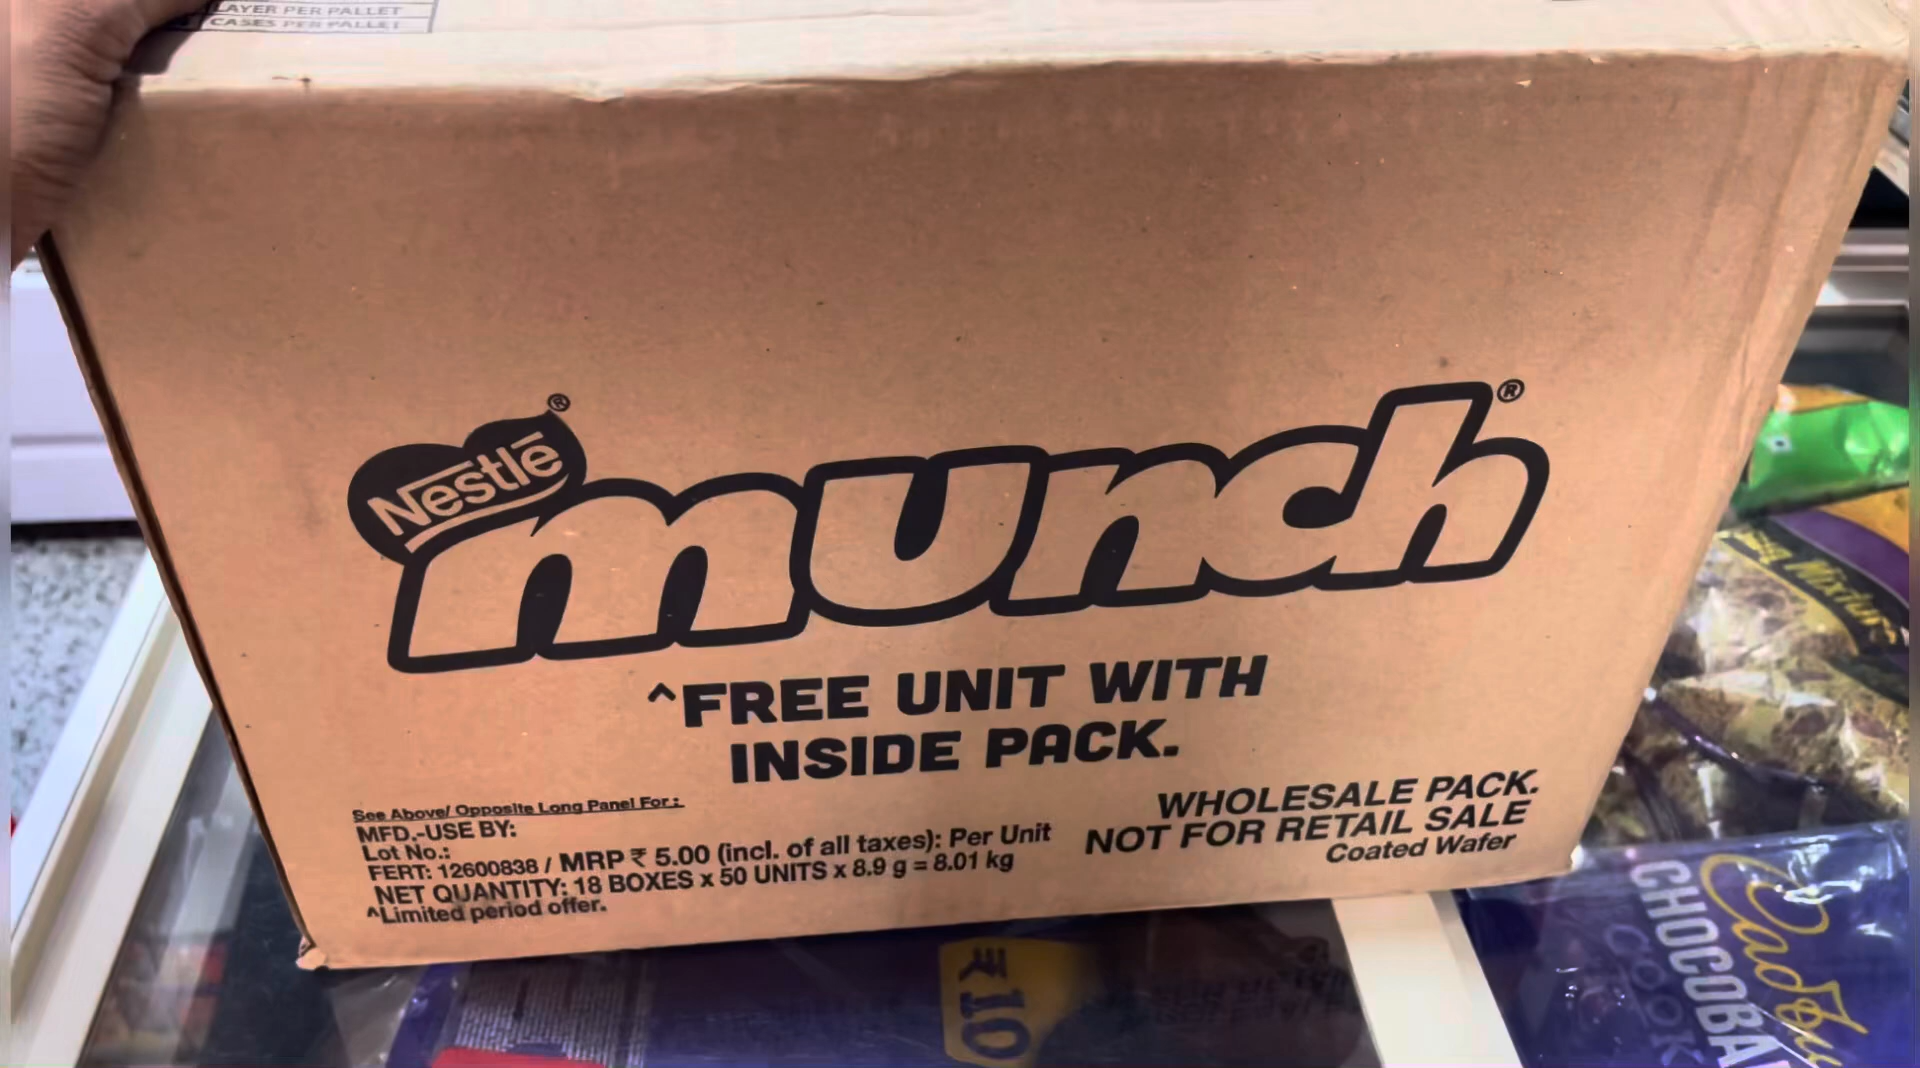 LAYER PER PALLET
CASES PER PALLET
Nestlé®
munch®
^FREE UNIT WITH
INSIDE PACK.
See Above/ Opposite Long Panel For :
MFD.-USE BY:
Lot No.:
FERT: 12600838 / MRP ₹ 5.00 (incl. of all taxes): Per Unit
NET QUANTITY: 18 BOXES x 50 UNITS x 8.9 g = 8.01 kg
^Limited period offer.
WHOLESALE PACK.
NOT FOR RETAIL SALE
Coated Wafer
Mixture
₹10
CHOCOBA
COOK